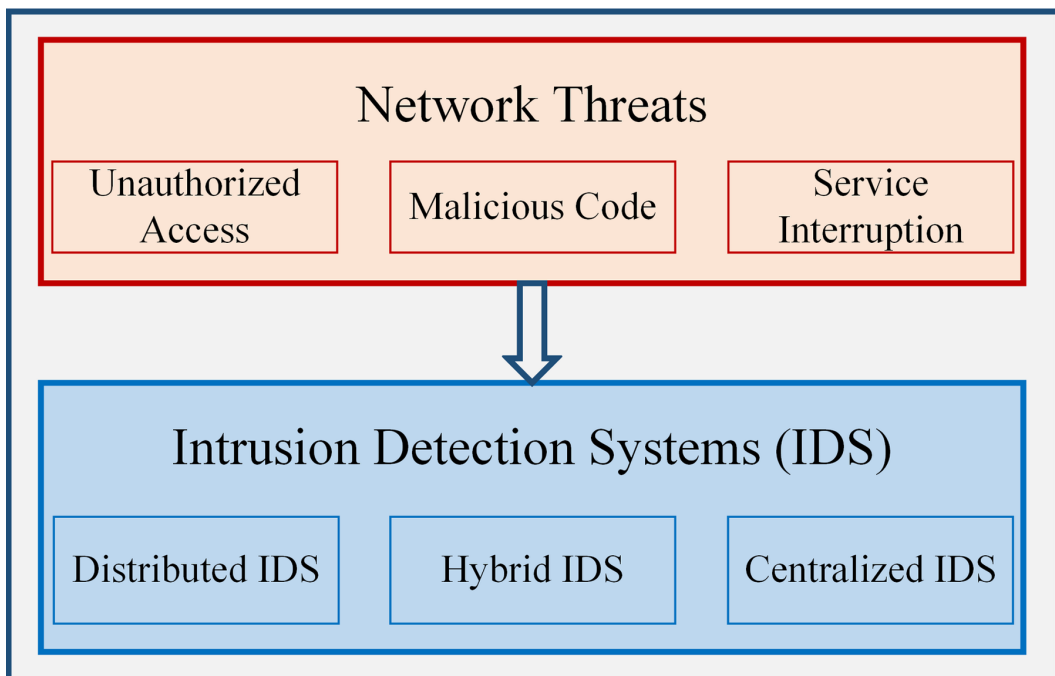 Network Threats
Unauthorized
Access
Malicious Code
Service
Interruption
Intrusion Detection Systems (IDS)
Distributed IDS
Hybrid IDS
Centralized IDS